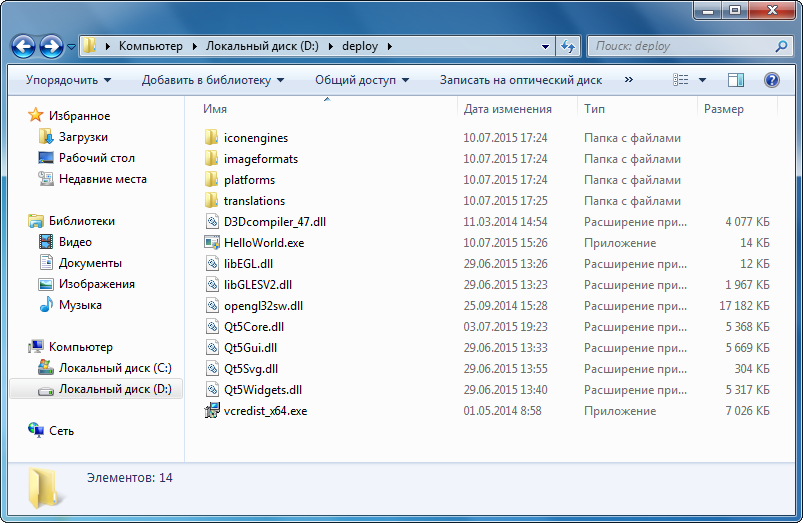 Компьютер Локальный диск (D:) deploy Поиск: deploy
Упорядочить Добавить в библиотеку Общий доступ Записать на оптический диск »
Избранное
Загрузки
Рабочий стол
Недавние места
Библиотеки
Видео
Документы
Изображения
Музыка
Компьютер
Локальный диск (C:)
Локальный диск (D:)
Сеть
Имя Дата изменения Тип Размер
iconengines 10.07.2015 17:24 Папка с файлами
imageformats 10.07.2015 17:24 Папка с файлами
platforms 10.07.2015 17:24 Папка с файлами
translations 10.07.2015 17:25 Папка с файлами
D3Dcompiler_47.dll 11.03.2014 14:54 Расширение при... 4 077 КБ
HelloWorld.exe 10.07.2015 15:26 Приложение 14 КБ
libEGL.dll 29.06.2015 13:26 Расширение при... 12 КБ
libGLESV2.dll 29.06.2015 13:23 Расширение при... 1 967 КБ
opengl32sw.dll 25.09.2014 15:28 Расширение при... 17 182 КБ
Qt5Core.dll 03.07.2015 19:23 Расширение при... 5 368 КБ
Qt5Gui.dll 29.06.2015 13:33 Расширение при... 5 669 КБ
Qt5Svg.dll 29.06.2015 13:55 Расширение при... 304 КБ
Qt5Widgets.dll 29.06.2015 13:40 Расширение при... 5 317 КБ
vcredist_x64.exe 01.05.2014 8:58 Приложение 7 026 КБ
Элементов: 14